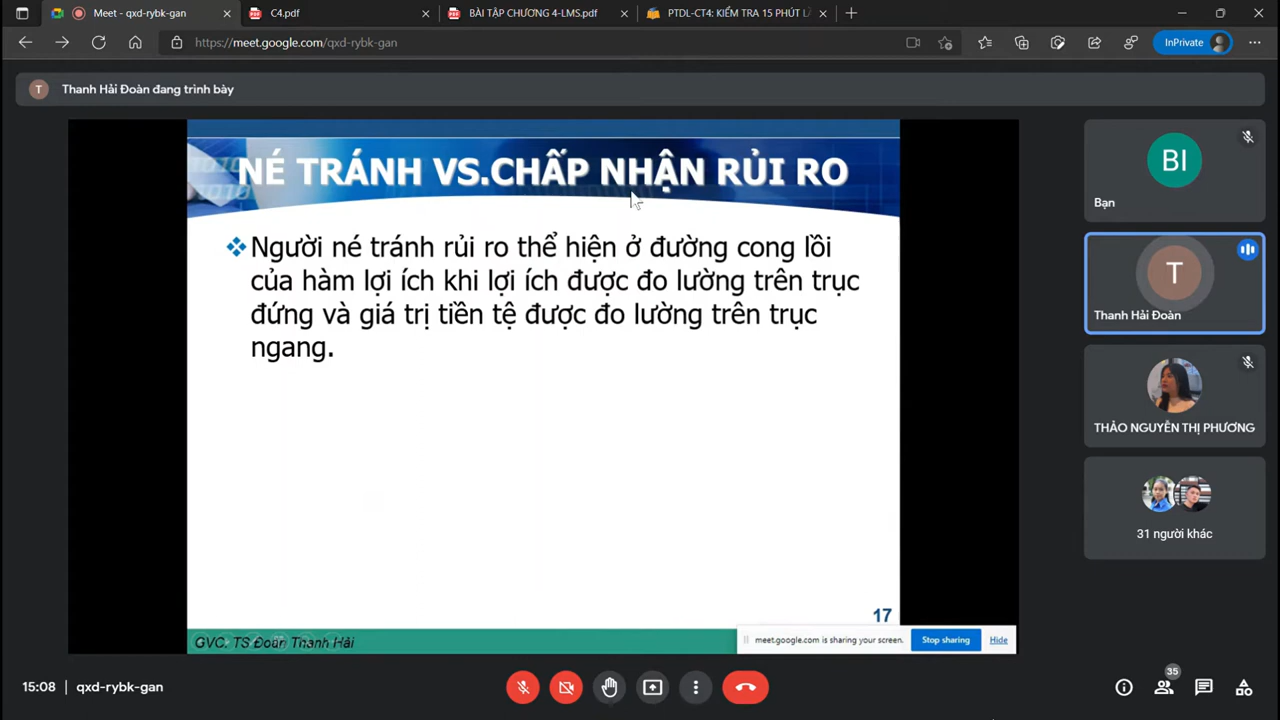 Meet - qxd-rybk-gan
C4.pdf
BÀI TẬP CHƯƠNG 4-LMS.pdf
PTDL-CT4: KIỂM TRA 15 PHÚT L
https://meet.google.com/qxd-rybk-gan
InPrivate
T
Thanh Hải Đoàn đang trình bày
NÉ TRÁNH VS.CHẤP NHẬN RỦI RO
Người né tránh rủi ro thể hiện ở đường cong lồi
của hàm lợi ích khi lợi ích được đo lường trên trục
đứng và giá trị tiền tệ được đo lường trên trục
ngang.
17
GVC. TS Đoàn Thanh Hải
meet.google.com is sharing your screen.
Stop sharing
Hide
BI
Bạn
T
Thanh Hải Đoàn
THẢO NGUYỄN THỊ PHƯƠNG
31 người khác
15:08 | qxd-rybk-gan
35